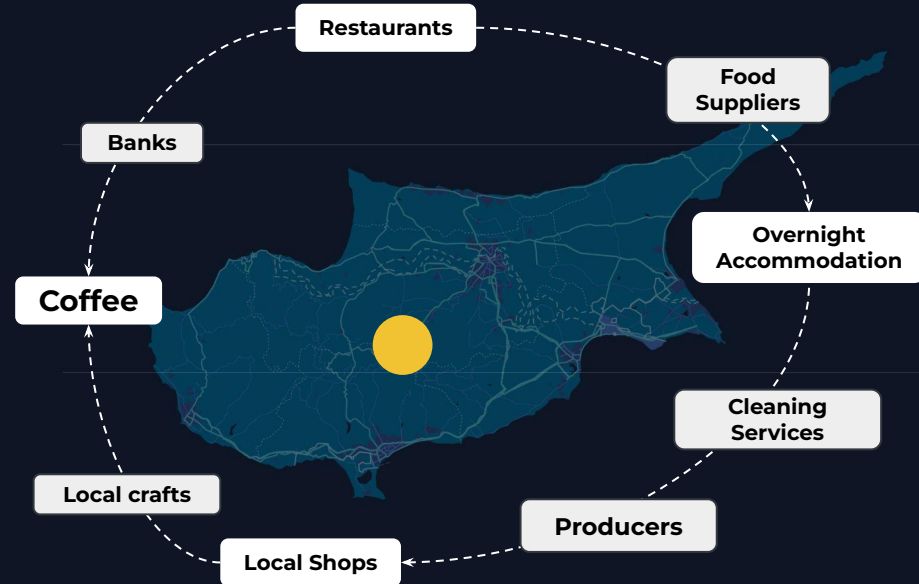 Restaurants
Food
Suppliers
Banks
Overnight
Accommodation
Coffee
Cleaning
Services
Local crafts
Producers
Local Shops